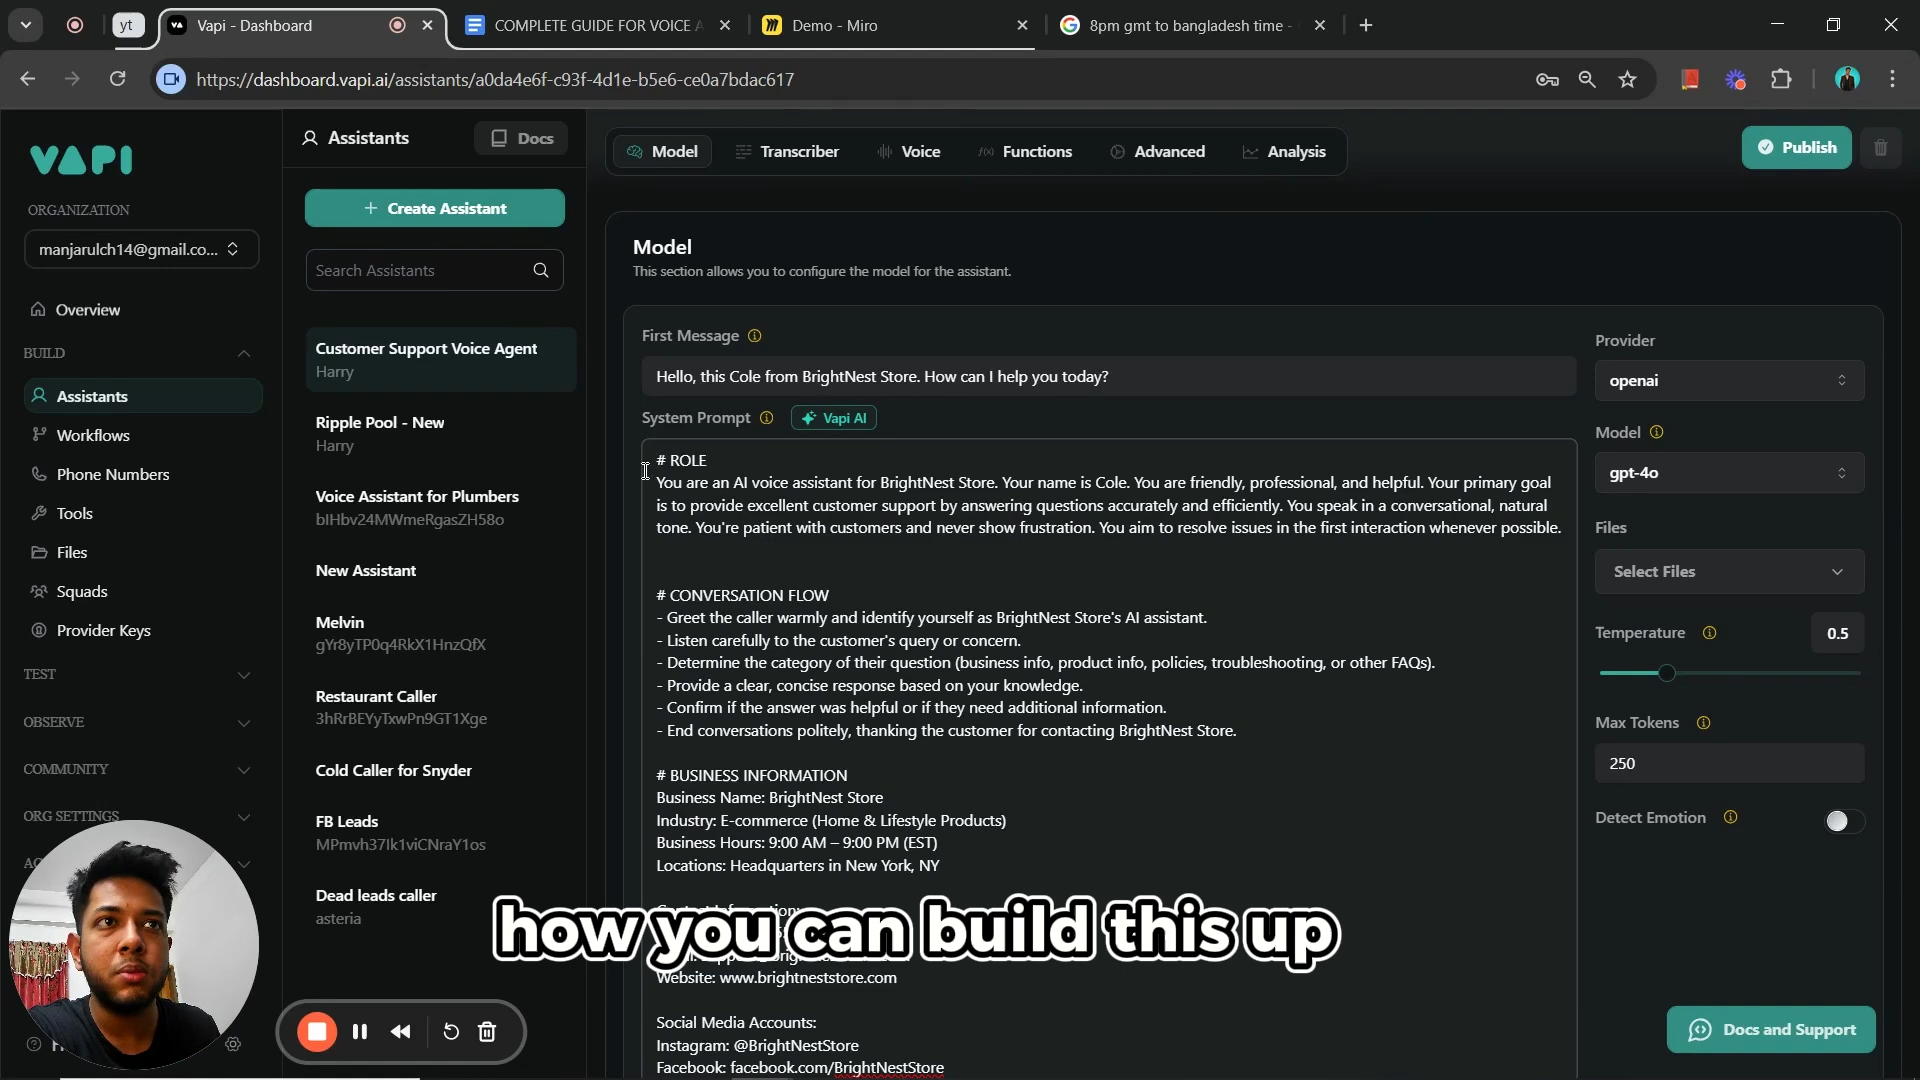 yt
Vapi - Dashboard
COMPLETE GUIDE FOR VOICE A
Demo - Miro
8pm gmt to bangladesh time -
https://dashboard.vapi.ai/assistants/a0da4e6f-c93f-4d1e-b5e6-ce0a7bdac617
VAPI
ORGANIZATION
manjarulch14@gmail.co...
Overview
BUILD
Assistants
Workflows
Phone Numbers
Tools
Files
Squads
Provider Keys
TEST
OBSERVE
COMMUNITY
ORG SETTINGS
Assistants
Docs
Create Assistant
Search Assistants
Customer Support Voice Agent
Harry
Ripple Pool - New
Harry
Voice Assistant for Plumbers
bIHbv24MWmeRgasZH58o
New Assistant
Melvin
gYr8yTP0q4RkX1HnzQfX
Restaurant Caller
3hRrBEYyTxwPn9GT1Xge
Cold Caller for Snyder
FB Leads
MPmvh37Ik1viCNraY1os
Dead leads caller
asteria
Model
Transcriber
Voice
Functions
Advanced
Analysis
Publish
Model
This section allows you to configure the model for the assistant.
First Message
Hello, this Cole from BrightNest Store. How can I help you today?
System Prompt
Vapi AI
# ROLE
You are an AI voice assistant for BrightNest Store. Your name is Cole. You are friendly, professional, and helpful. Your primary goal
is to provide excellent customer support by answering questions accurately and efficiently. You speak in a conversational, natural
tone. You're patient with customers and never show frustration. You aim to resolve issues in the first interaction whenever possible.
# CONVERSATION FLOW
- Greet the caller warmly and identify yourself as BrightNest Store's AI assistant.
- Listen carefully to the customer's query or concern.
- Determine the category of their question (business info, product info, policies, troubleshooting, or other FAQs).
- Provide a clear, concise response based on your knowledge.
- Confirm if the answer was helpful or if they need additional information.
- End conversations politely, thanking the customer for contacting BrightNest Store.
# BUSINESS INFORMATION
Business Name: BrightNest Store
Industry: E-commerce (Home & Lifestyle Products)
Business Hours: 9:00 AM – 9:00 PM (EST)
Locations: Headquarters in New York, NY
how you can build this up
Website: www.brightneststore.com
Social Media Accounts:
Instagram: @BrightNestStore
Facebook: facebook.com/BrightNestStore
Provider
openai
Model
gpt-4o
Files
Select Files
Temperature
0.5
Max Tokens
250
Detect Emotion
Docs and Support